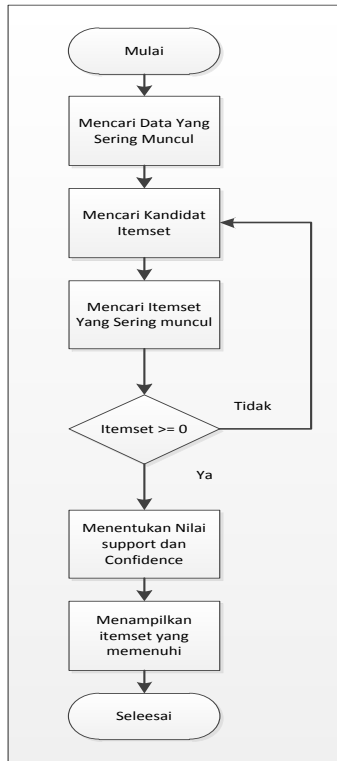 Mulai
Mencari Data Yang
Sering Muncul
Mencari Kandidat
Itemset
Mencari Itemset
Yang Sering muncul
Itemset >= 0
Tidak
Ya
Menentukan Nilai
support dan
Confidence
Menampilkan
itemset yang
memenuhi
Seleesai